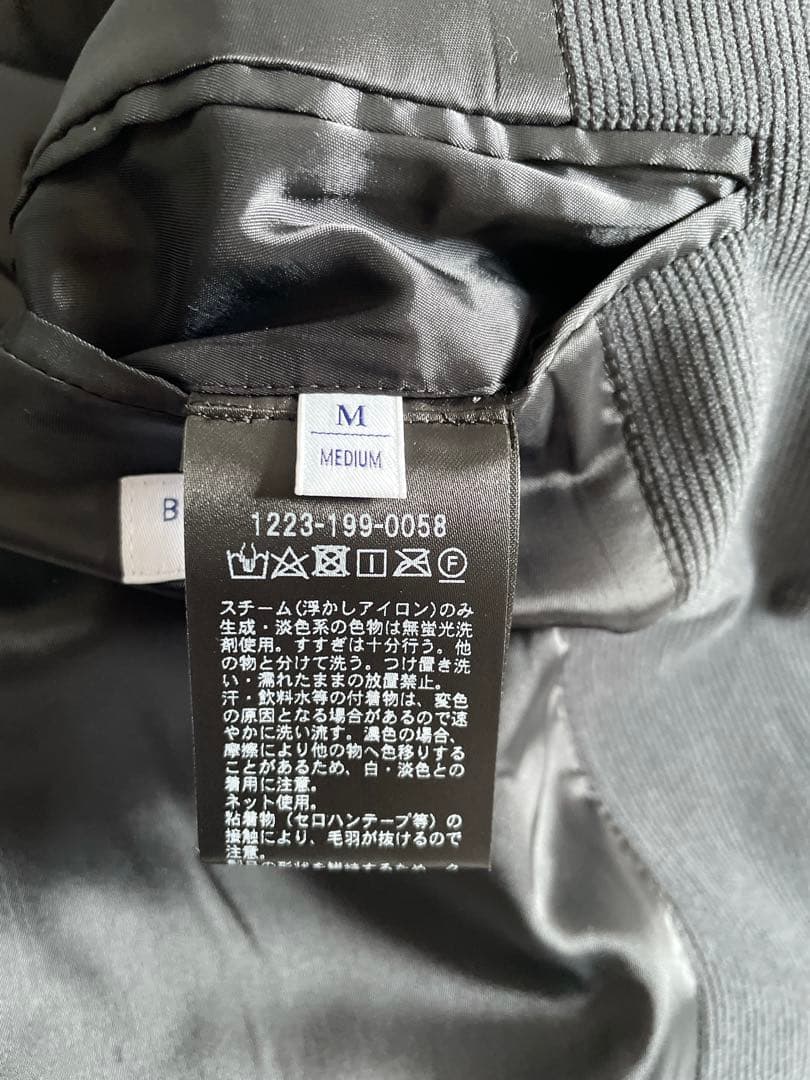 M
MEDIUM
B
1223-199-0058
F
スチーム(浮かしアイロン)のみ
生成・淡色系の色物は無蛍光洗
剤使用。すすぎは十分行う。他
の物と分けて洗う。つけ置き洗
い・濡れたままの放置禁止。
汗・飲料水等の付着物は、変色
の原因となる場合があるので速
やかに洗い流す。濃色の場合、
摩擦により他の物へ色移りする
ことがあるため、白・淡色との
着用に注意。
ネット使用。
粘着物(セロハンテープ等)の
接触により、毛羽が抜けるので
注意。